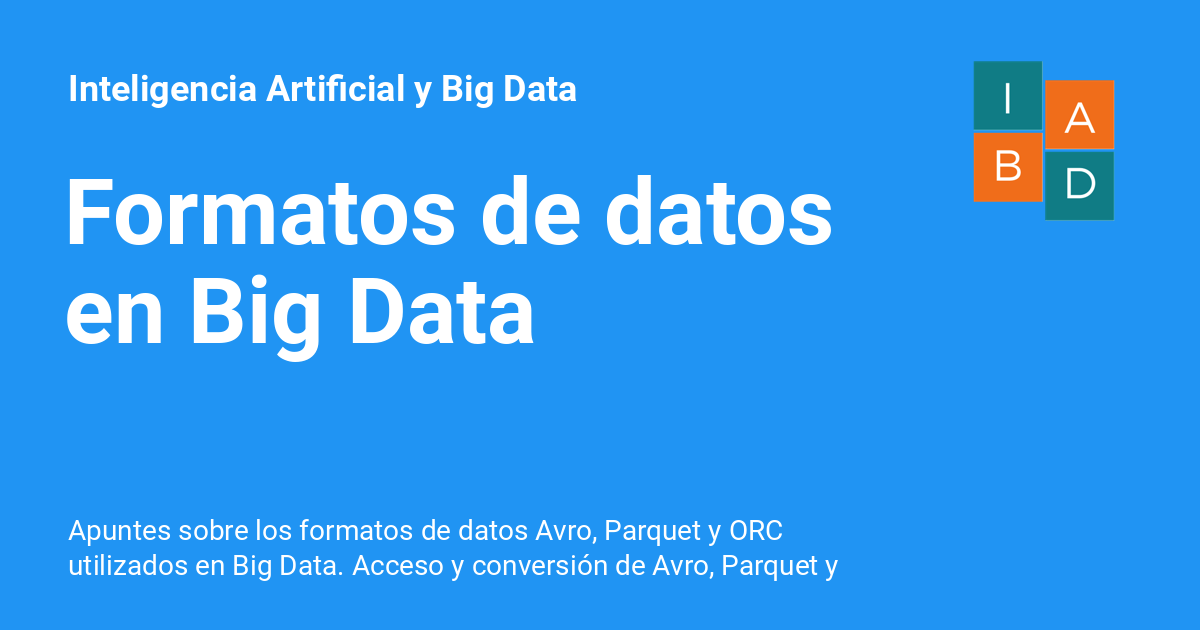 Inteligencia Artificial y Big Data
I
A
B
D
Formatos de datos
en Big Data
Apuntes sobre los formatos de datos Avro, Parquet y ORC
utilizados en Big Data. Acceso y conversión de Avro, Parquet y